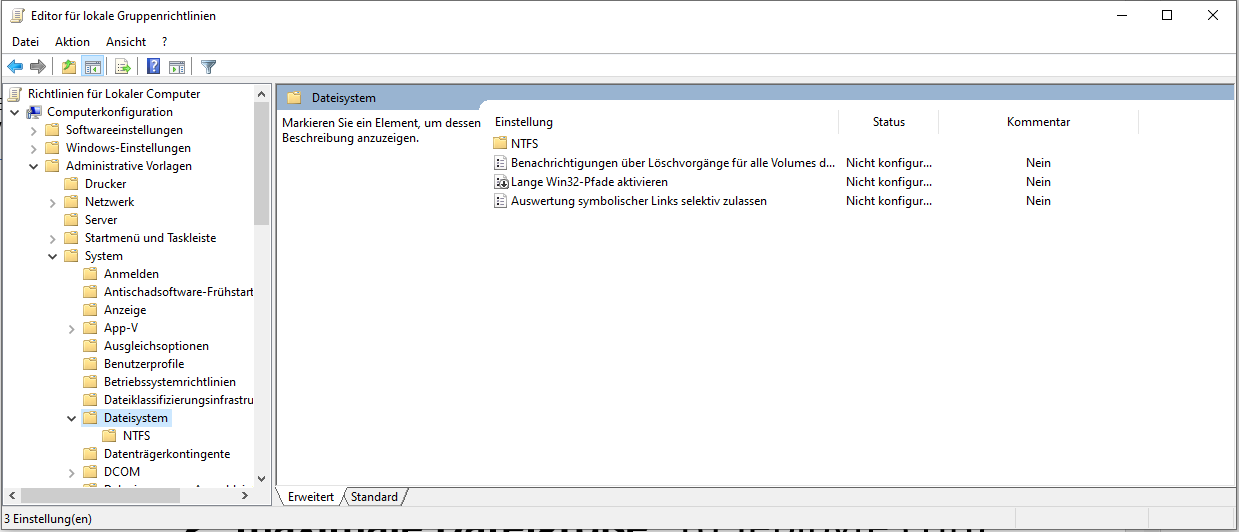 Editor für lokale Gruppenrichtlinien
Datei Aktion Ansicht ?
Richtlinien für Lokaler Computer
Computerkonfiguration
Softwareeinstellungen
Windows-Einstellungen
Administrative Vorlagen
Drucker
Netzwerk
Server
Startmenü und Taskleiste
System
Anmelden
Antischadsoftware-Frühstart
Anzeige
App-V
Ausgleichsoptionen
Benutzerprofile
Betriebssystemrichtlinien
Dateiklassifizierungsinfrastru
Dateisystem
NTFS
Datenträgerkontingente
DCOM
Dateisystem
Markieren Sie ein Element, um dessen
Beschreibung anzuzeigen.
Einstellung Status Kommentar
NTFS
Benachrichtigungen über Löschvorgänge für alle Volumes d... Nicht konfigur... Nein
Lange Win32-Pfade aktivieren Nicht konfigur... Nein
Auswertung symbolischer Links selektiv zulassen Nicht konfigur... Nein
Erweitert Standard
3 Einstellung(en)